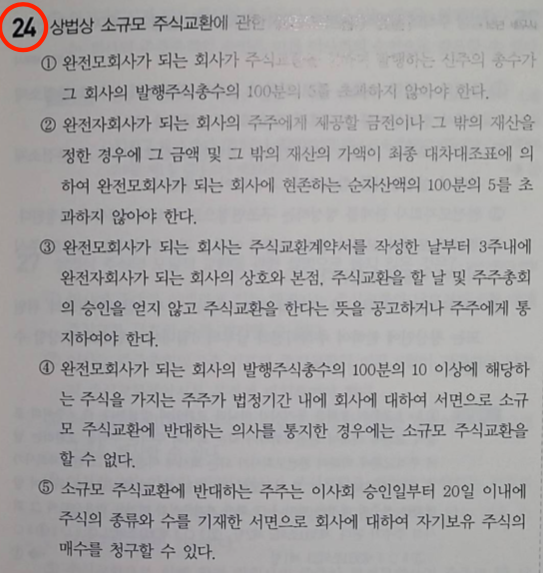 24 상법상 소규모 주식교환에 관한
① 완전모회사가 되는 회사가 주식교환을 발행하는 신주의 총수가
그 회사의 발행주식총수의 100분의 5를 초과하지 않아야 한다.
② 완전자회사가 되는 회사의 주주에게 제공할 금전이나 그 밖의 재산을
정한 경우에 그 금액 및 그 밖의 재산의 가액이 최종 대차대조표에 의
하여 완전모회사가 되는 회사에 현존하는 순자산액의 100분의 5를 초
과하지 않아야 한다.
③ 완전모회사가 되는 회사는 주식교환계약서를 작성한 날부터 3주내에
완전자회사가 되는 회사의 상호와 본점, 주식교환을 할 날 및 주주총회
의 승인을 얻지 않고 주식교환을 한다는 뜻을 공고하거나 주주에게 통
지하여야 한다.
④ 완전모회사가 되는 회사의 발행주식총수의 100분의 10 이상에 해당하
는 주식을 가지는 주주가 법정기간 내에 회사에 대하여 서면으로 소규
모 주식교환에 반대하는 의사를 통지한 경우에는 소규모 주식교환을
할 수 없다.
⑤ 소규모 주식교환에 반대하는 주주는 이사회 승인일부터 20일 이내에
주식의 종류와 수를 기재한 서면으로 회사에 대하여 자기보유 주식의
매수를 청구할 수 있다.